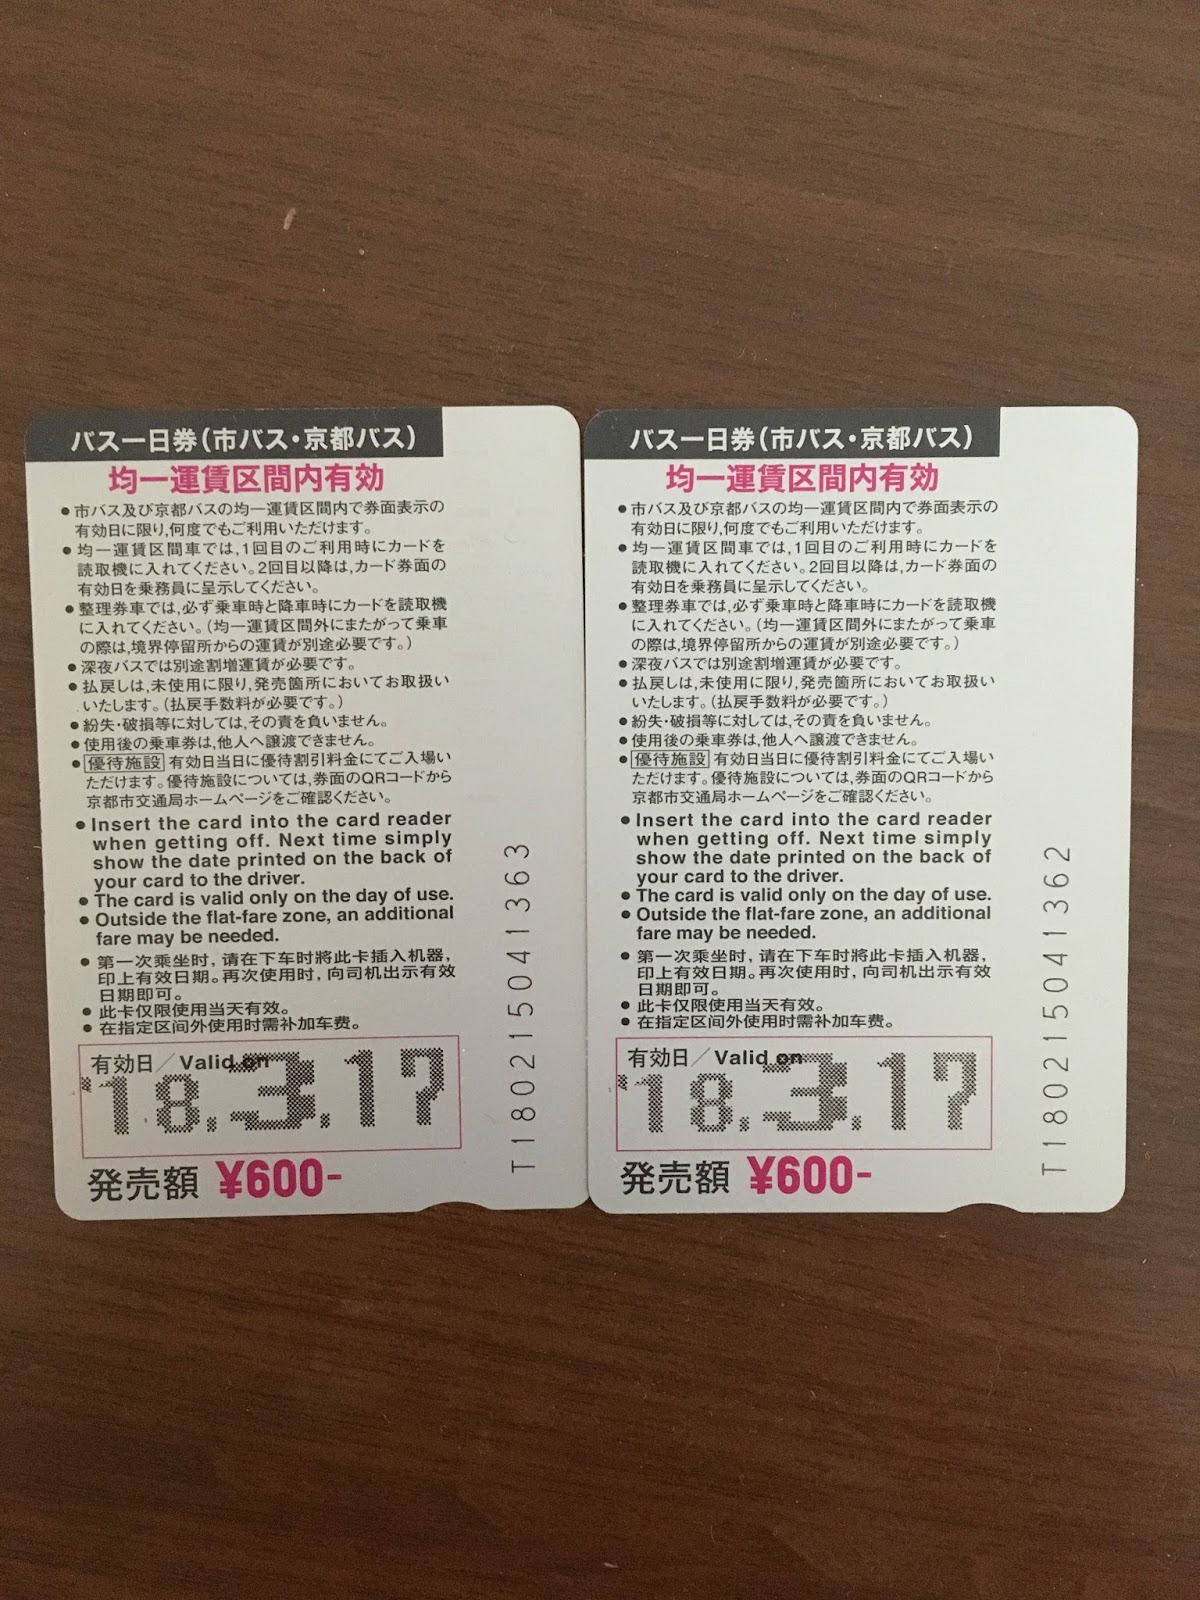 バス一日券(市バス・京都バス)
均一運賃区間内有効
●市バス及び京都バスの均一運賃区間内で券面表示の
有効日に限り,何度でもご利用いただけます。
●均一運賃区間車では,1回目のご利用時にカードを
読取機に入れてください。2回目以降は,カード券面の
有効日を乗務員に呈示してください。
●整理券車では,必ず乗車時と降車時にカードを読取機
に入れてください。(均一運賃区間外にまたがって乗車
の際は,境界停留所からの運賃が別途必要です。)
●深夜バスでは別途割増運賃が必要です。
●払戻しは,未使用に限り,発売箇所においてお取扱い
いたします。(払戻手数料が必要です。)
●紛失・破損等に対しては,その責を負いません。
●使用後の乗車券は,他人へ譲渡できません。
●優待施設 有効日当日に優待割引料金にてご入場い
ただけます。優待施設については,券面のQRコードから
京都市交通局ホームページをご確認ください。
●Insert the card into the card reader
when getting off. Next time simply
show the date printed on the back of
your card to the driver.
●The card is valid only on the day of use.
●Outside the flat-fare zone, an additional
fare may be needed.
●第一次乘坐时,请在下车时将此卡插入机器,
印上有效日期。再次使用时,向司机出示有效
日期即可。
●此卡仅限使用当天有效。
●在指定区间外使用时需补加车费。
有効日/Valid on
'18.3.17
発売額 ¥600-
T180215041363
バス一日券(市バス・京都バス)
均一運賃区間内有効
●市バス及び京都バスの均一運賃区間内で券面表示の
有効日に限り,何度でもご利用いただけます。
●均一運賃区間車では,1回目のご利用時にカードを
読取機に入れてください。2回目以降は,カード券面の
有効日を乗務員に呈示してください。
●整理券車では,必ず乗車時と降車時にカードを読取機
に入れてください。(均一運賃区間外にまたがって乗車
の際は,境界停留所からの運賃が別途必要です。)
●深夜バスでは別途割増運賃が必要です。
●払戻しは,未使用に限り,発売箇所においてお取扱い
いたします。(払戻手数料が必要です。)
●紛失・破損等に対しては,その責を負いません。
●使用後の乗車券は,他人へ譲渡できません。
●優待施設 有効日当日に優待割引料金にてご入場い
ただけます。優待施設については,券面のQRコードから
京都市交通局ホームページをご確認ください。
●Insert the card into the card reader
when getting off. Next time simply
show the date printed on the back of
your card to the driver.
●The card is valid only on the day of use.
●Outside the flat-fare zone, an additional
fare may be needed.
●第一次乘坐时,请在下车时将此卡插入机器,
印上有效日期。再次使用时,向司机出示有效
日期即可。
●此卡仅限使用当天有效。
●在指定区间外使用时需补加车费。
有効日/Valid on
'18.3.17
発売額 ¥600-
T180215041362